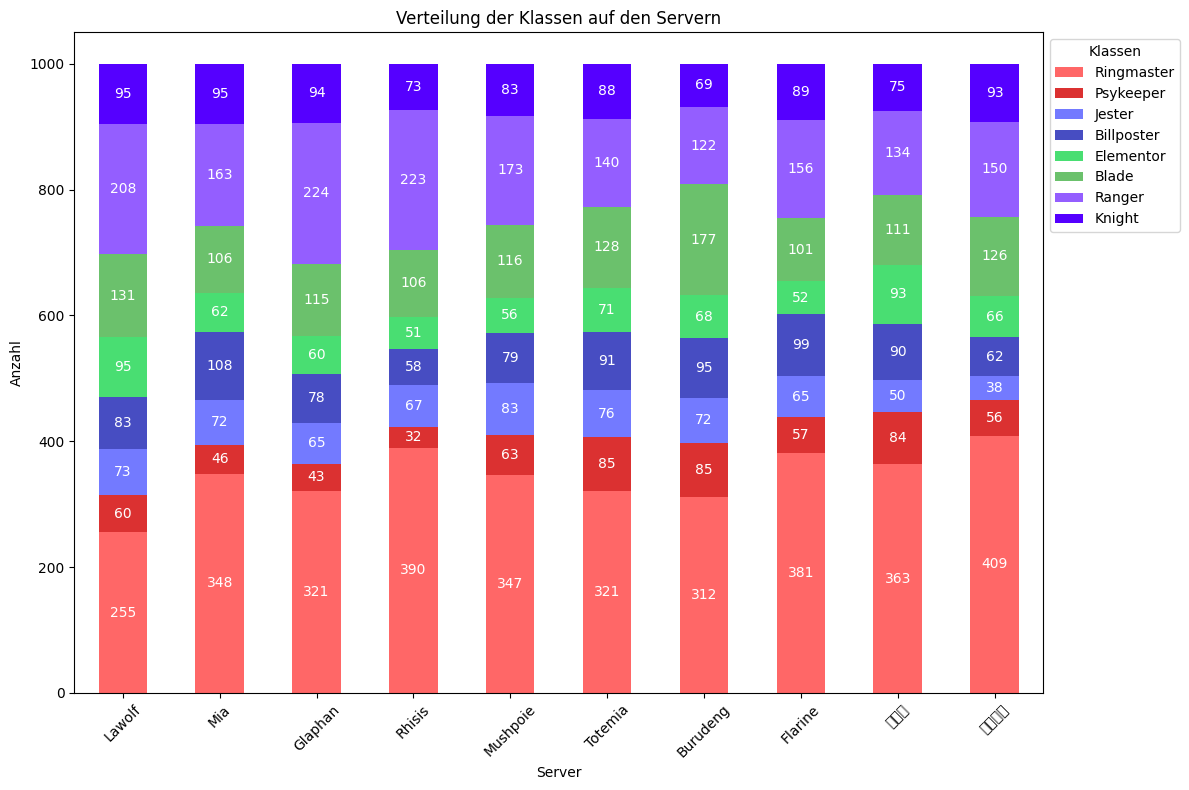 Verteilung der Klassen auf den Servern
Anzahl
1000
800
600
400
200
0
95 95 94 73 83 88 69 89 75 93
208 163 224 223 173 140 122 156 134 150
131 106 115 106 116 128 177 101 111 126
95 62 60 51 56 71 68 52 93 66
83 108 78 58 79 91 95 99 90 62
73 72 65 67 83 76 72 65 50 38
60 46 43 32 63 85 85 57 84 56
255 348 321 390 347 321 312 381 363 409
Lawolf Mia Glaphan Rhisis Mushpoie Totemia Burudeng Flarine
Server
Klassen
Ringmaster
Psykeeper
Jester
Billposter
Elementor
Blade
Ranger
Knight